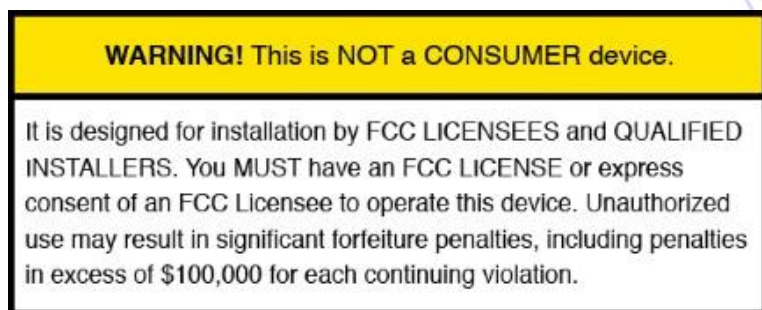 WARNING! This is NOT a CONSUMER device.
It is designed for installation by FCC LICENSEES and QUALIFIED
INSTALLERS. You MUST have an FCC LICENSE or express
consent of an FCC Licensee to operate this device. Unauthorized
use may result in significant forfeiture penalties, including penalties
in excess of $100,000 for each continuing violation.